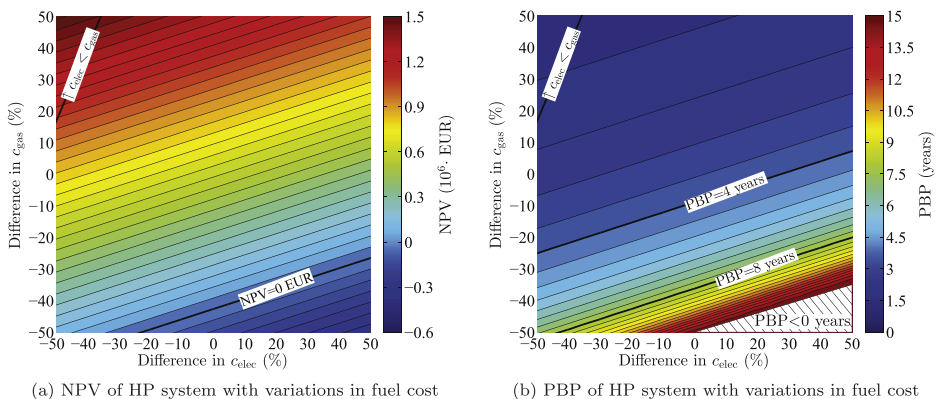 50
40
30
20
10
0
−10
−20
−30
−40
−50
Difference in c_gas (%)
−50 −40 −30 −20 −10 0 10 20 30 40 50
Difference in c_elec (%)
↑ c_elec < c_gas
NPV=0 EUR
1.5
1.2
0.9
0.6
0.3
0
−0.3
−0.6
NPV (10⁶· EUR)
(a) NPV of HP system with variations in fuel cost
50
40
30
20
10
0
−10
−20
−30
−40
−50
Difference in c_gas (%)
−50 −40 −30 −20 −10 0 10 20 30 40 50
Difference in c_elec (%)
↑ c_elec < c_gas
PBP=4 years
PBP=8 years
PBP<0 years
15
13.5
12
10.5
9
7.5
6
4.5
3
1.5
0
PBP (years)
(b) PBP of HP system with variations in fuel cost